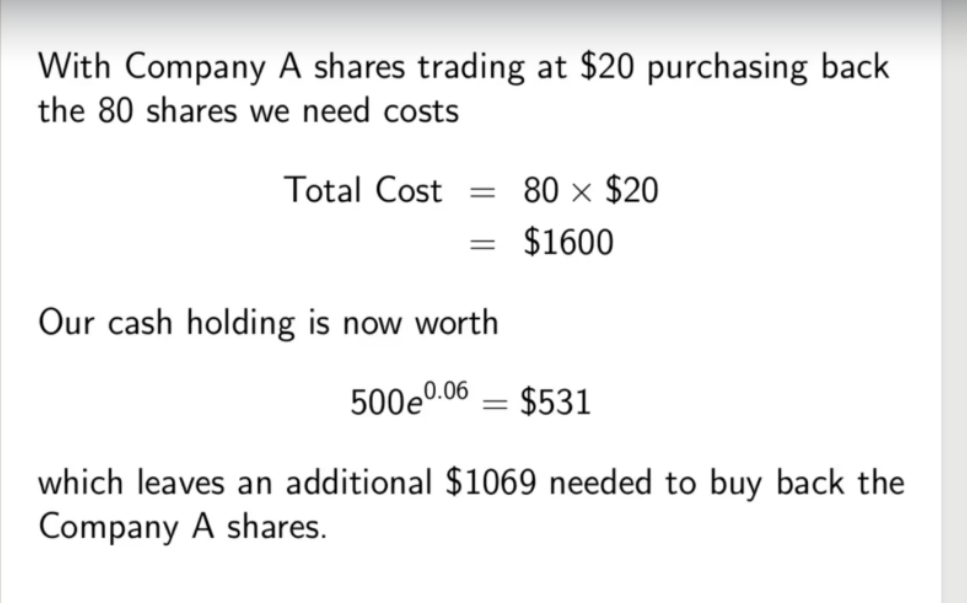 With Company A shares trading at $20 purchasing back
the 80 shares we need costs
Total Cost = 80 × $20
= $1600
Our cash holding is now worth
500e^0.06 = $531
which leaves an additional $1069 needed to buy back the
Company A shares.